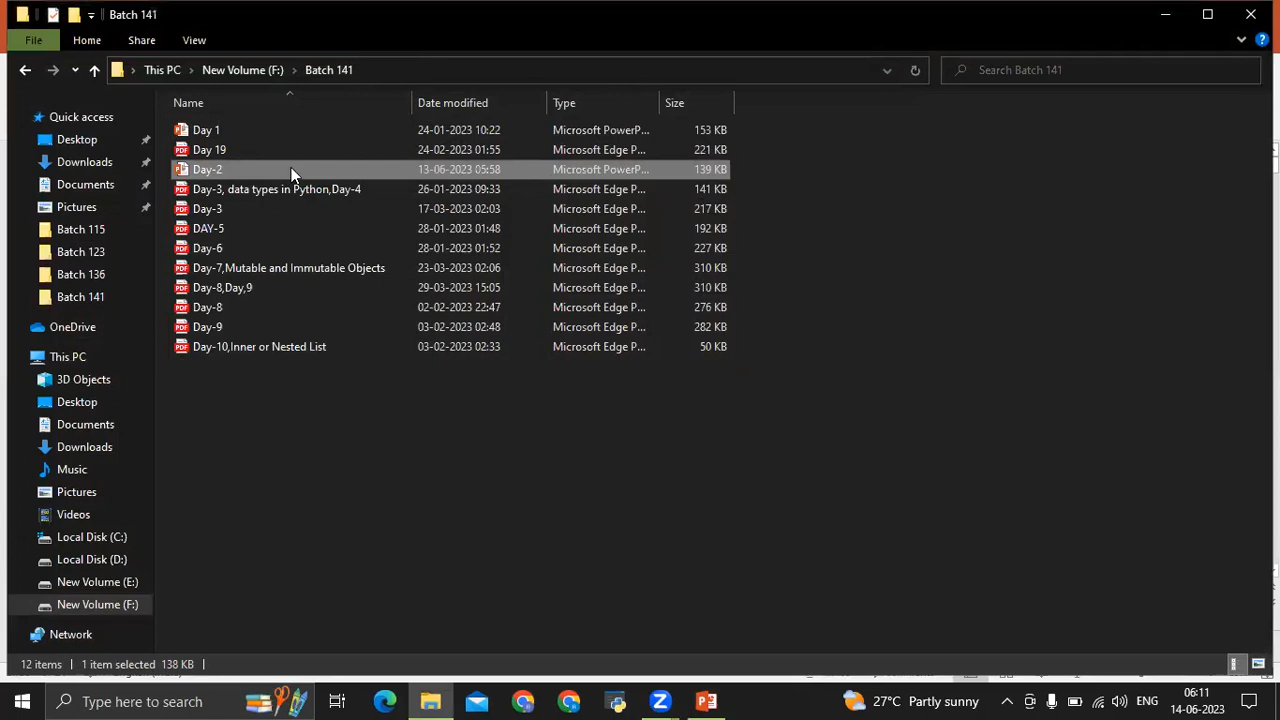 Batch 141
File Home Share View
This PC New Volume (F:) Batch 141 Search Batch 141
Name Date modified Type Size
Day 1 24-01-2023 10:22 Microsoft PowerP... 153 KB
Day 19 24-02-2023 01:55 Microsoft Edge P... 221 KB
Day-2 13-06-2023 05:58 Microsoft PowerP... 139 KB
Day-3, data types in Python,Day-4 26-01-2023 09:33 Microsoft Edge P... 141 KB
Day-3 17-03-2023 02:03 Microsoft Edge P... 217 KB
DAY-5 28-01-2023 01:48 Microsoft Edge P... 192 KB
Day-6 28-01-2023 01:52 Microsoft Edge P... 227 KB
Day-7,Mutable and Immutable Objects 23-03-2023 02:06 Microsoft Edge P... 310 KB
Day-8,Day,9 29-03-2023 15:05 Microsoft Edge P... 310 KB
Day-8 02-02-2023 22:47 Microsoft Edge P... 276 KB
Day-9 03-02-2023 02:48 Microsoft Edge P... 282 KB
Day-10,Inner or Nested List 03-02-2023 02:33 Microsoft Edge P... 50 KB
Quick access
Desktop
Downloads
Documents
Pictures
Batch 115
Batch 123
Batch 136
Batch 141
OneDrive
This PC
3D Objects
Desktop
Documents
Downloads
Music
Pictures
Videos
Local Disk (C:)
Local Disk (D:)
New Volume (E:)
New Volume (F:)
Network
12 items 1 item selected 138 KB
Type here to search 27°C Partly sunny ENG 06:11
14-06-2023